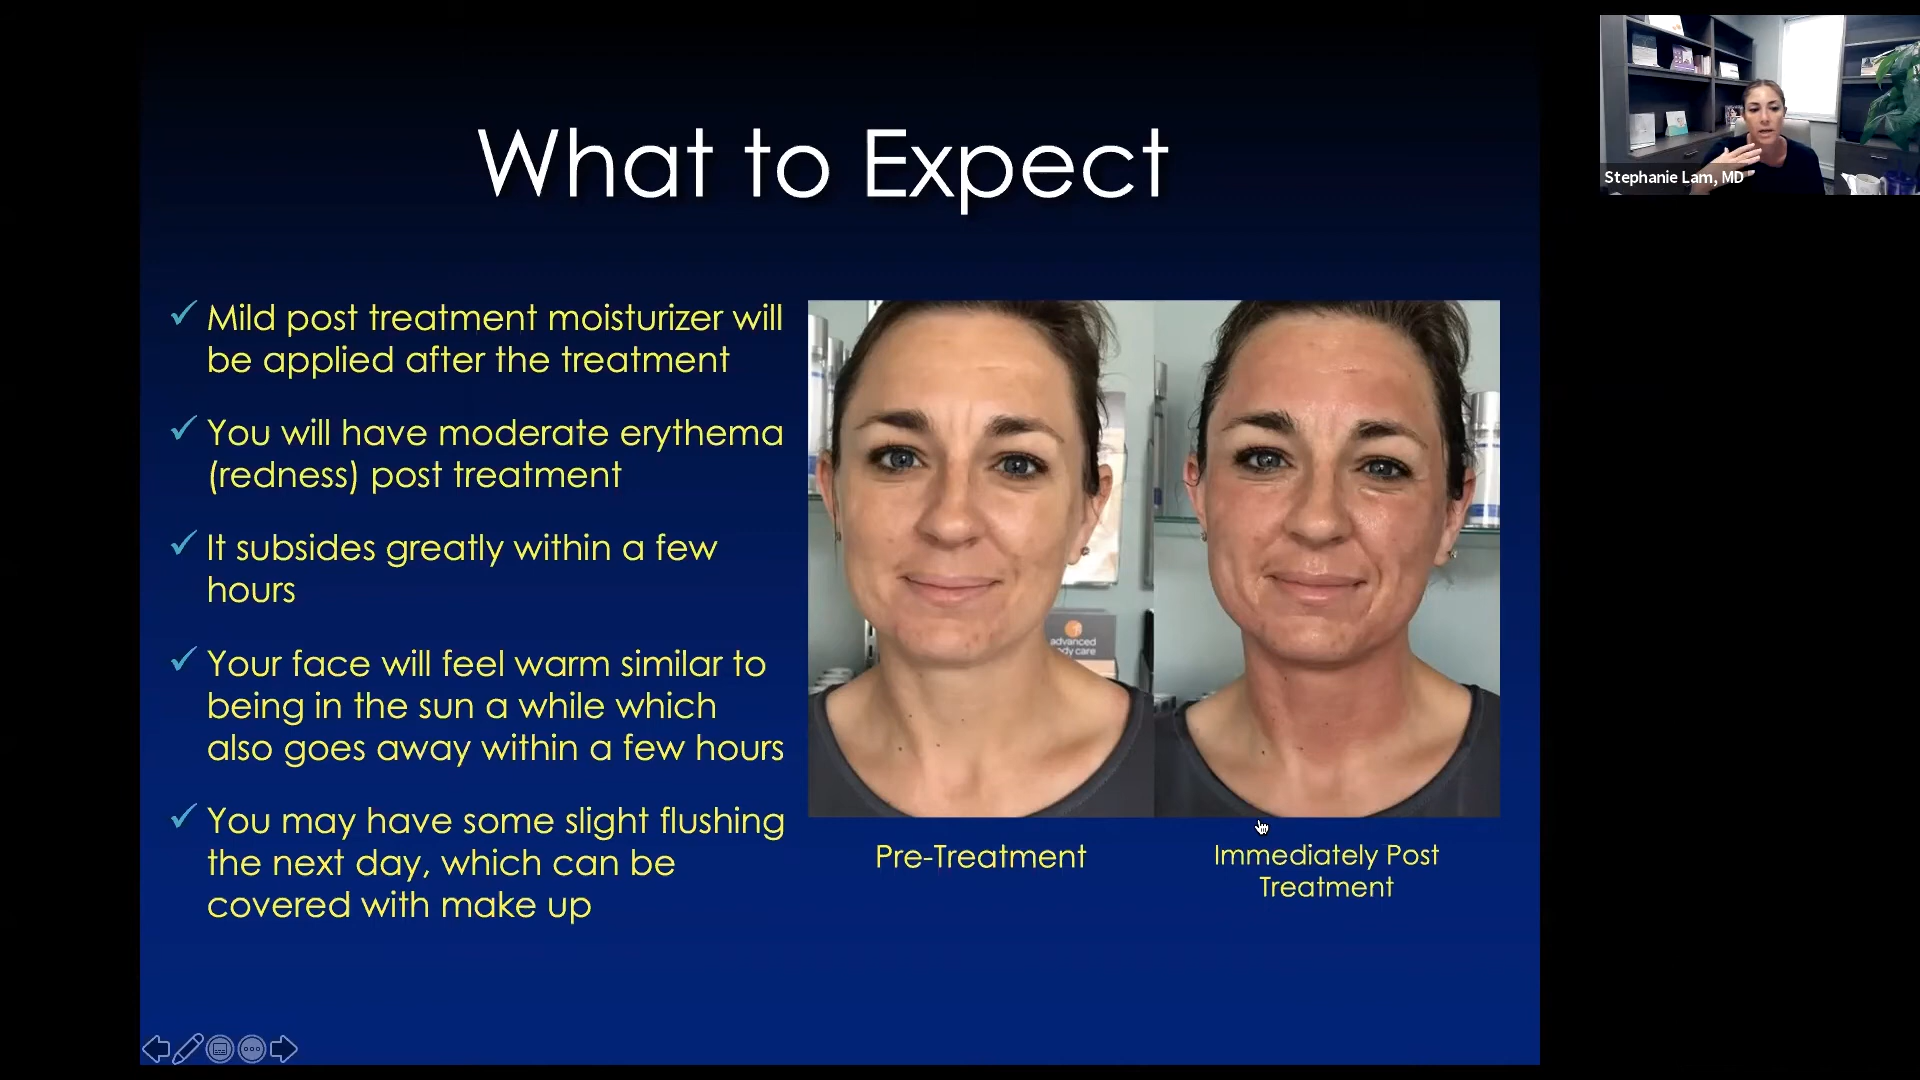 What to Expect
Stephanie Lam, MD
✓ Mild post treatment moisturizer will
be applied after the treatment
✓ You will have moderate erythema
(redness) post treatment
✓ It subsides greatly within a few
hours
✓ Your face will feel warm similar to
being in the sun a while which
also goes away within a few hours
✓ You may have some slight flushing
the next day, which can be
covered with make up
advanced
dy care
Pre-Treatment
Immediately Post
Treatment